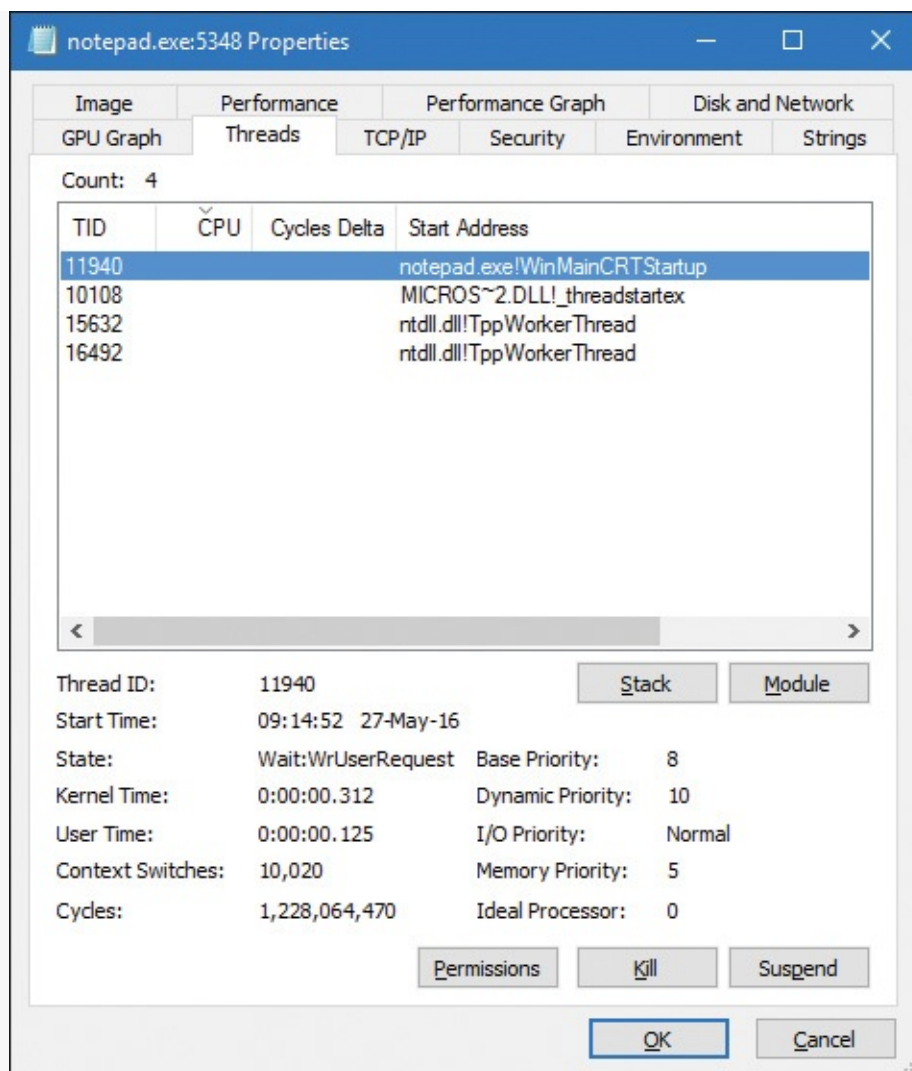 notepad.exe:5348 Properties
Image Performance Performance Graph Disk and Network
GPU Graph Threads TCP/IP Security Environment Strings
Count: 4
TID CPU Cycles Delta Start Address
11940 notepad.exe!WinMainCRTStartup
10108 MICROS~2.DLL!_threadstartex
15632 ntdll.dll!TppWorkerThread
16492 ntdll.dll!TppWorkerThread
Thread ID: 11940 Stack Module
Start Time: 09:14:52 27-May-16
State: Wait:WrUserRequest Base Priority: 8
Kernel Time: 0:00:00.312 Dynamic Priority: 10
User Time: 0:00:00.125 I/O Priority: Normal
Context Switches: 10,020 Memory Priority: 5
Cycles: 1,228,064,470 Ideal Processor: 0
Permissions Kill Suspend
OK Cancel